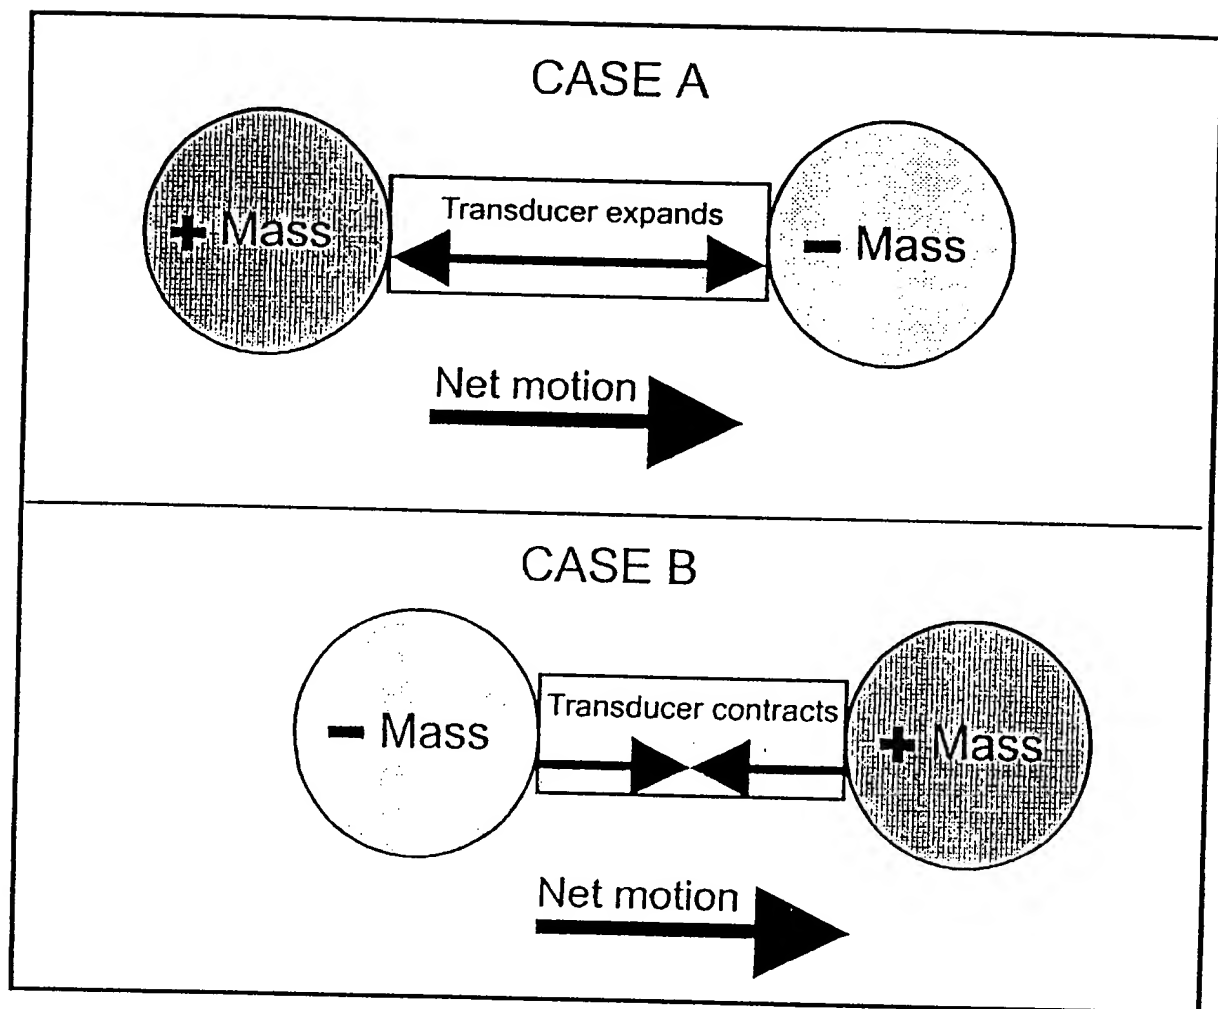 CASE A
+ Mass
Transducer expands
- Mass
Net motion
CASE B
- Mass
Transducer contracts
+ Mass
Net motion